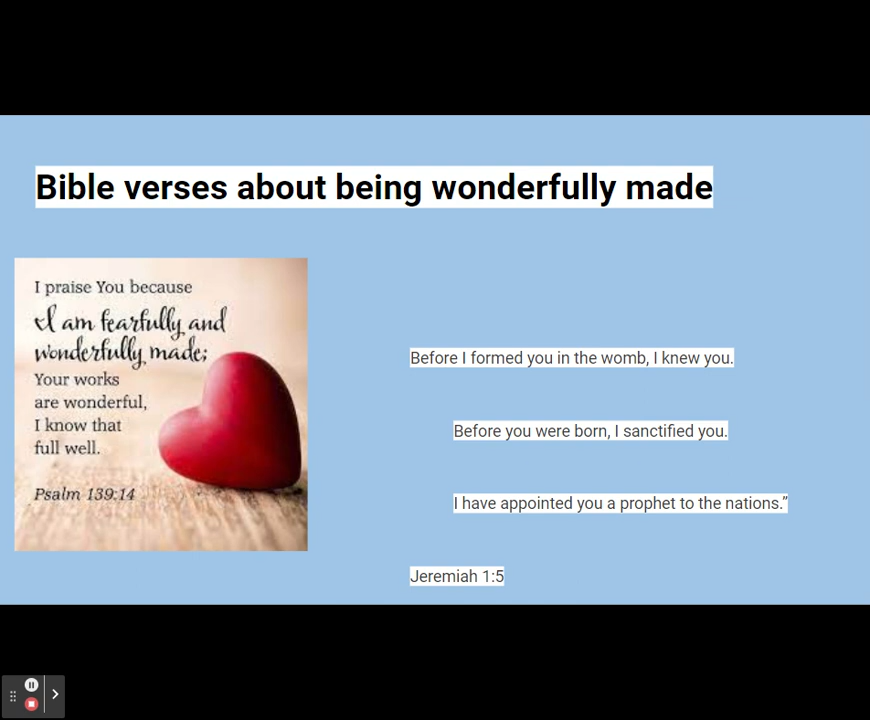 Bible verses about being wonderfully made
I praise You because
I am fearfully and
wonderfully made;
Your works
are wonderful,
I know that
full well.
Psalm 139:14
Before I formed you in the womb, I knew you.
Before you were born, I sanctified you.
I have appointed you a prophet to the nations.”
Jeremiah 1:5